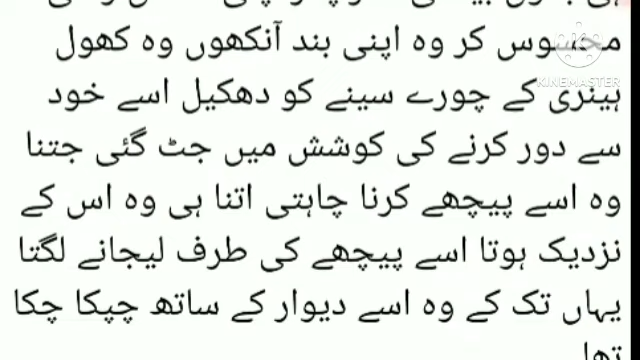 محسوس کر وہ اپنی بند آنکھوں وہ کھول
ہینری کے چورے سینے کو دھکیل اسے خود
سے دور کرنے کی کوشش میں جٹ گئی جتنا
وہ اسے پیچھے کرنا چاہتی اتنا ہی وہ اس کے
نزدیک ہوتا اسے پیچھے کی طرف لیجانے لگتا
یہاں تک کے وہ اسے دیوار کے ساتھ چپکا چکا
تھا
KINEMASTER